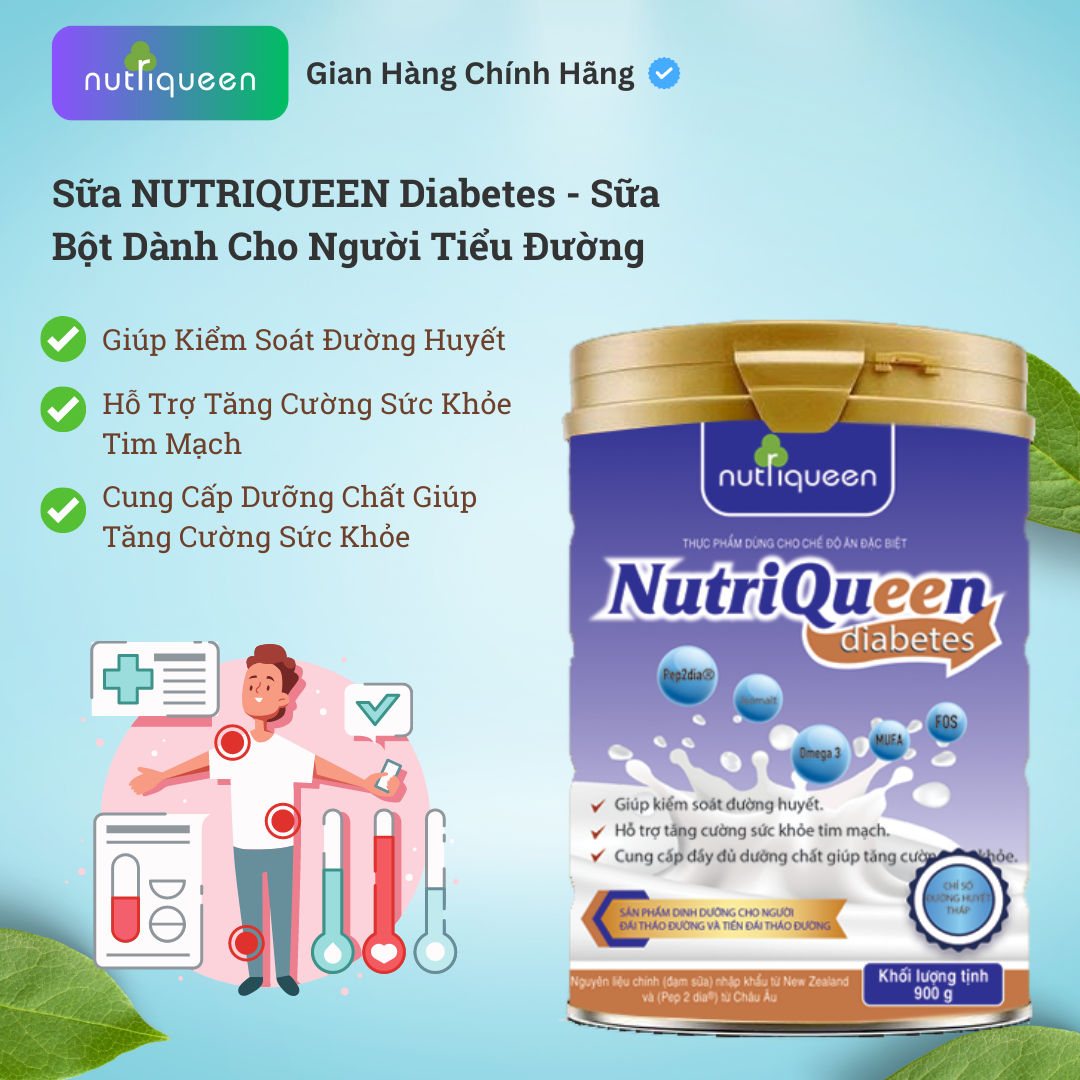 nutriqueen
Gian Hàng Chính Hãng
Sữa NUTRIQUEEN Diabetes - Sữa
Bột Dành Cho Người Tiểu Đường
Giúp Kiểm Soát Đường Huyết
Hỗ Trợ Tăng Cường Sức Khỏe
Tim Mạch
Cung Cấp Dưỡng Chất Giúp
Tăng Cường Sức Khỏe
nutriqueen
THỰC PHẨM DÙNG CHO CHẾ ĐỘ ĂN ĐẶC BIỆT
NutriQueen
diabetes
Pep2dia®
Isomalt
Omega 3
MUFA
FOS
Giúp kiểm soát đường huyết.
Hỗ trợ tăng cường sức khỏe tim mạch.
Cung cấp đầy đủ dưỡng chất giúp tăng cườn khỏe.
CHỈ SỐ
ĐƯỜNG HUYẾT
THẤP
SẢN PHẨM DINH DƯỠNG CHO NGƯỜI
ĐÁI THÁO ĐƯỜNG VÀ TIỀN ĐÁI THÁO ĐƯỜNG
Nguyên liệu chính (đạm sữa) nhập khẩu từ New Zealand
và (Pep 2 dia®) từ Châu Âu
Khối lượng tịnh
900 g